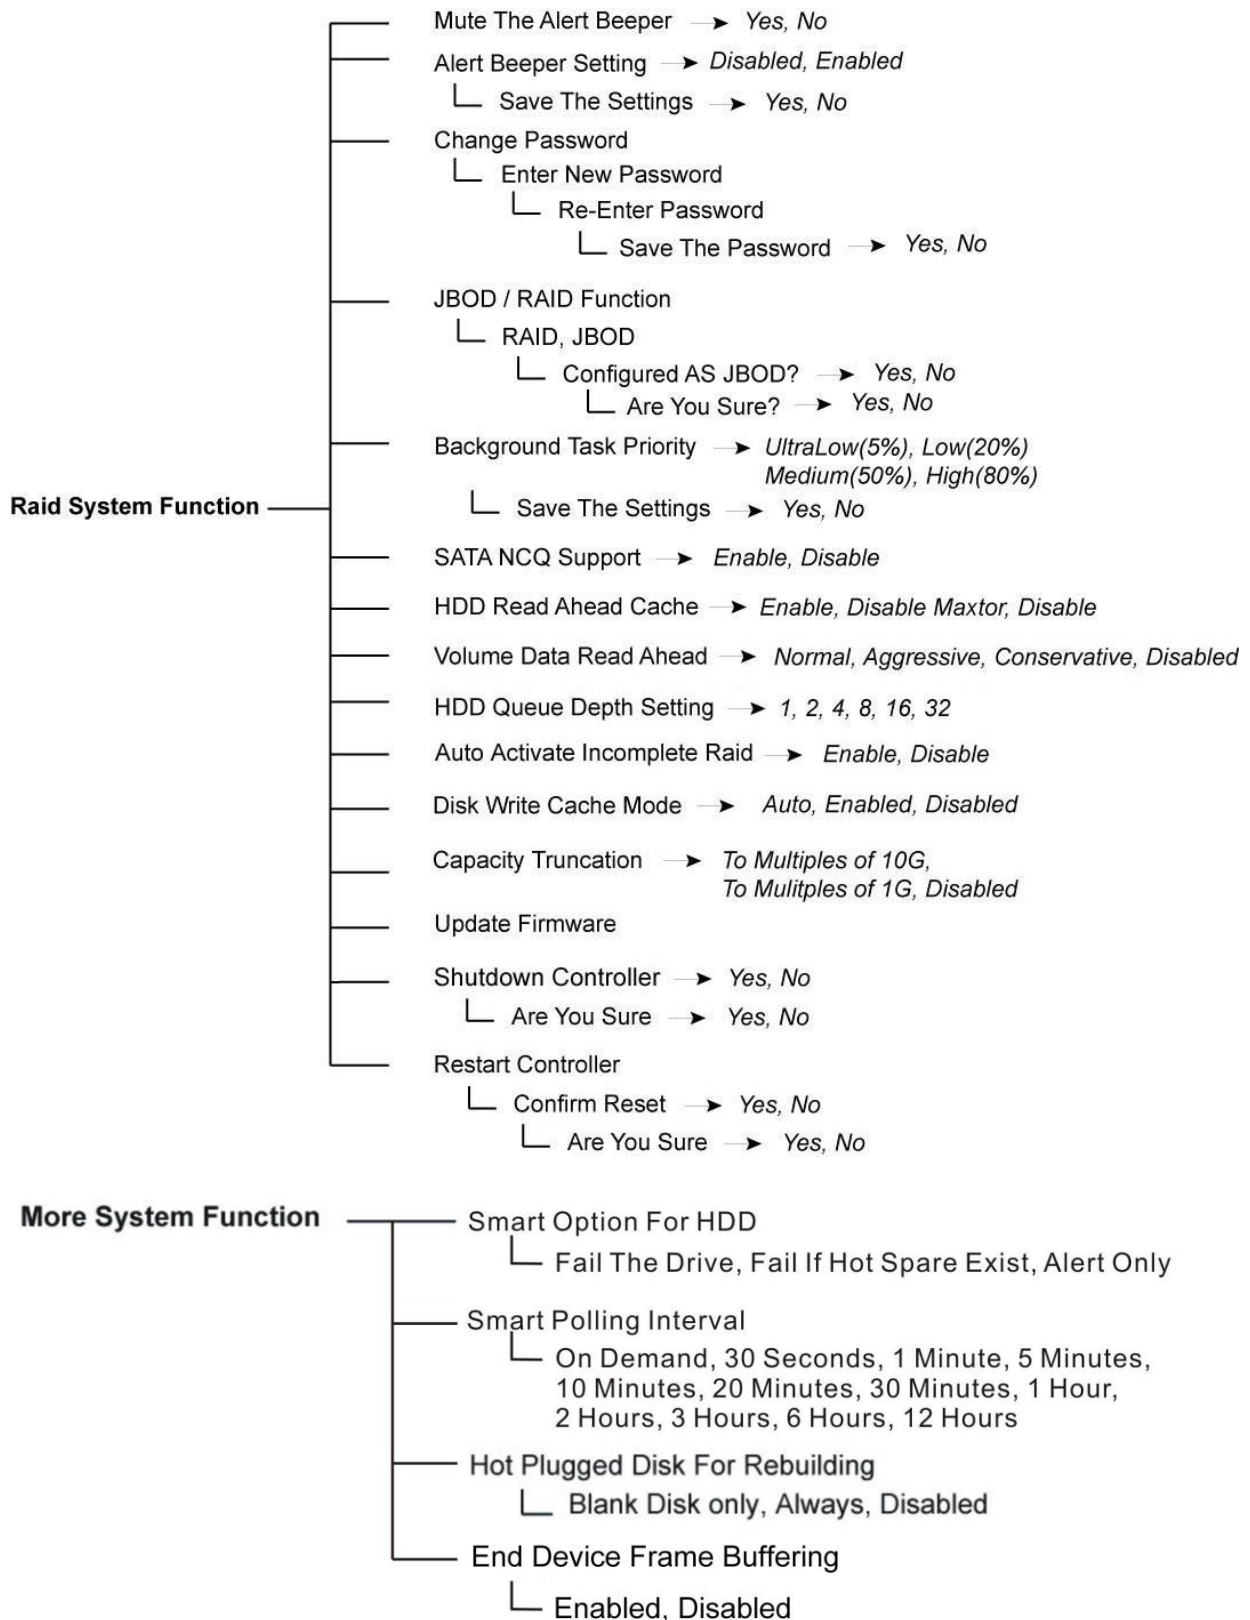 Mute The Alert Beeper Yes, No
Alert Beeper Setting Disabled, Enabled
Save The Settings Yes, No
Change Password
Enter New Password
Re-Enter Password
Save The Password Yes, No
JBOD / RAID Function
RAID, JBOD
Configured AS JBOD? Yes, No
Are You Sure? Yes, No
Background Task Priority UltraLow(5%), Low(20%)
Medium(50%), High(80%)
Raid System Function
Save The Settings Yes, No
SATA NCQ Support Enable, Disable
HDD Read Ahead Cache Enable, Disable Maxtor, Disable
Volume Data Read Ahead Normal, Aggressive, Conservative, Disabled
HDD Queue Depth Setting 1, 2, 4, 8, 16, 32
Auto Activate Incomplete Raid Enable, Disable
Disk Write Cache Mode Auto, Enabled, Disabled
Capacity Truncation To Multiples of 10G,
To Mulitples of 1G, Disabled
Update Firmware
Shutdown Controller Yes, No
Are You Sure Yes, No
Restart Controller
Confirm Reset Yes, No
Are You Sure Yes, No
More System Function
Smart Option For HDD
Fail The Drive, Fail If Hot Spare Exist, Alert Only
Smart Polling Interval
On Demand, 30 Seconds, 1 Minute, 5 Minutes,
10 Minutes, 20 Minutes, 30 Minutes, 1 Hour,
2 Hours, 3 Hours, 6 Hours, 12 Hours
Hot Plugged Disk For Rebuilding
Blank Disk only, Always, Disabled
End Device Frame Buffering
Enabled, Disabled